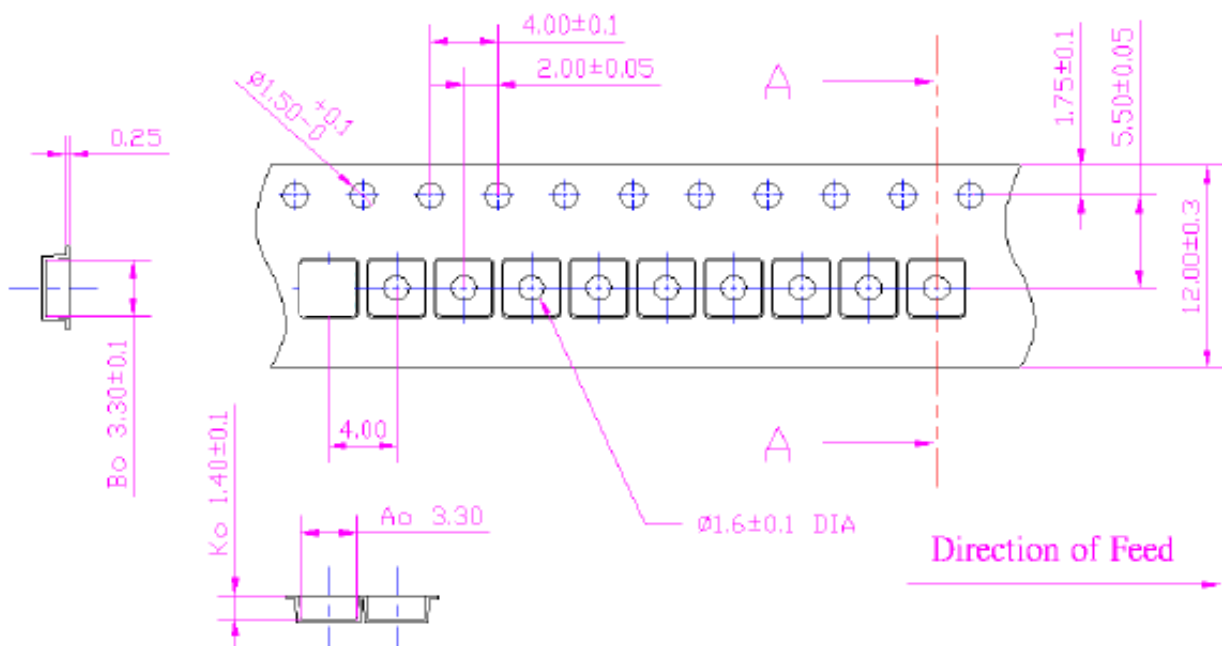 4.00±0.1
2.00±0.05
Ø1.50 +0.1
-0
A
1.75±0.1
5.50±0.05
0.25
12.00±0.3
Bo 3.30±0.1
4.00
A
Ko 1.40±0.1
Ao 3.30
Ø1.6±0.1 DIA
Direction of Feed